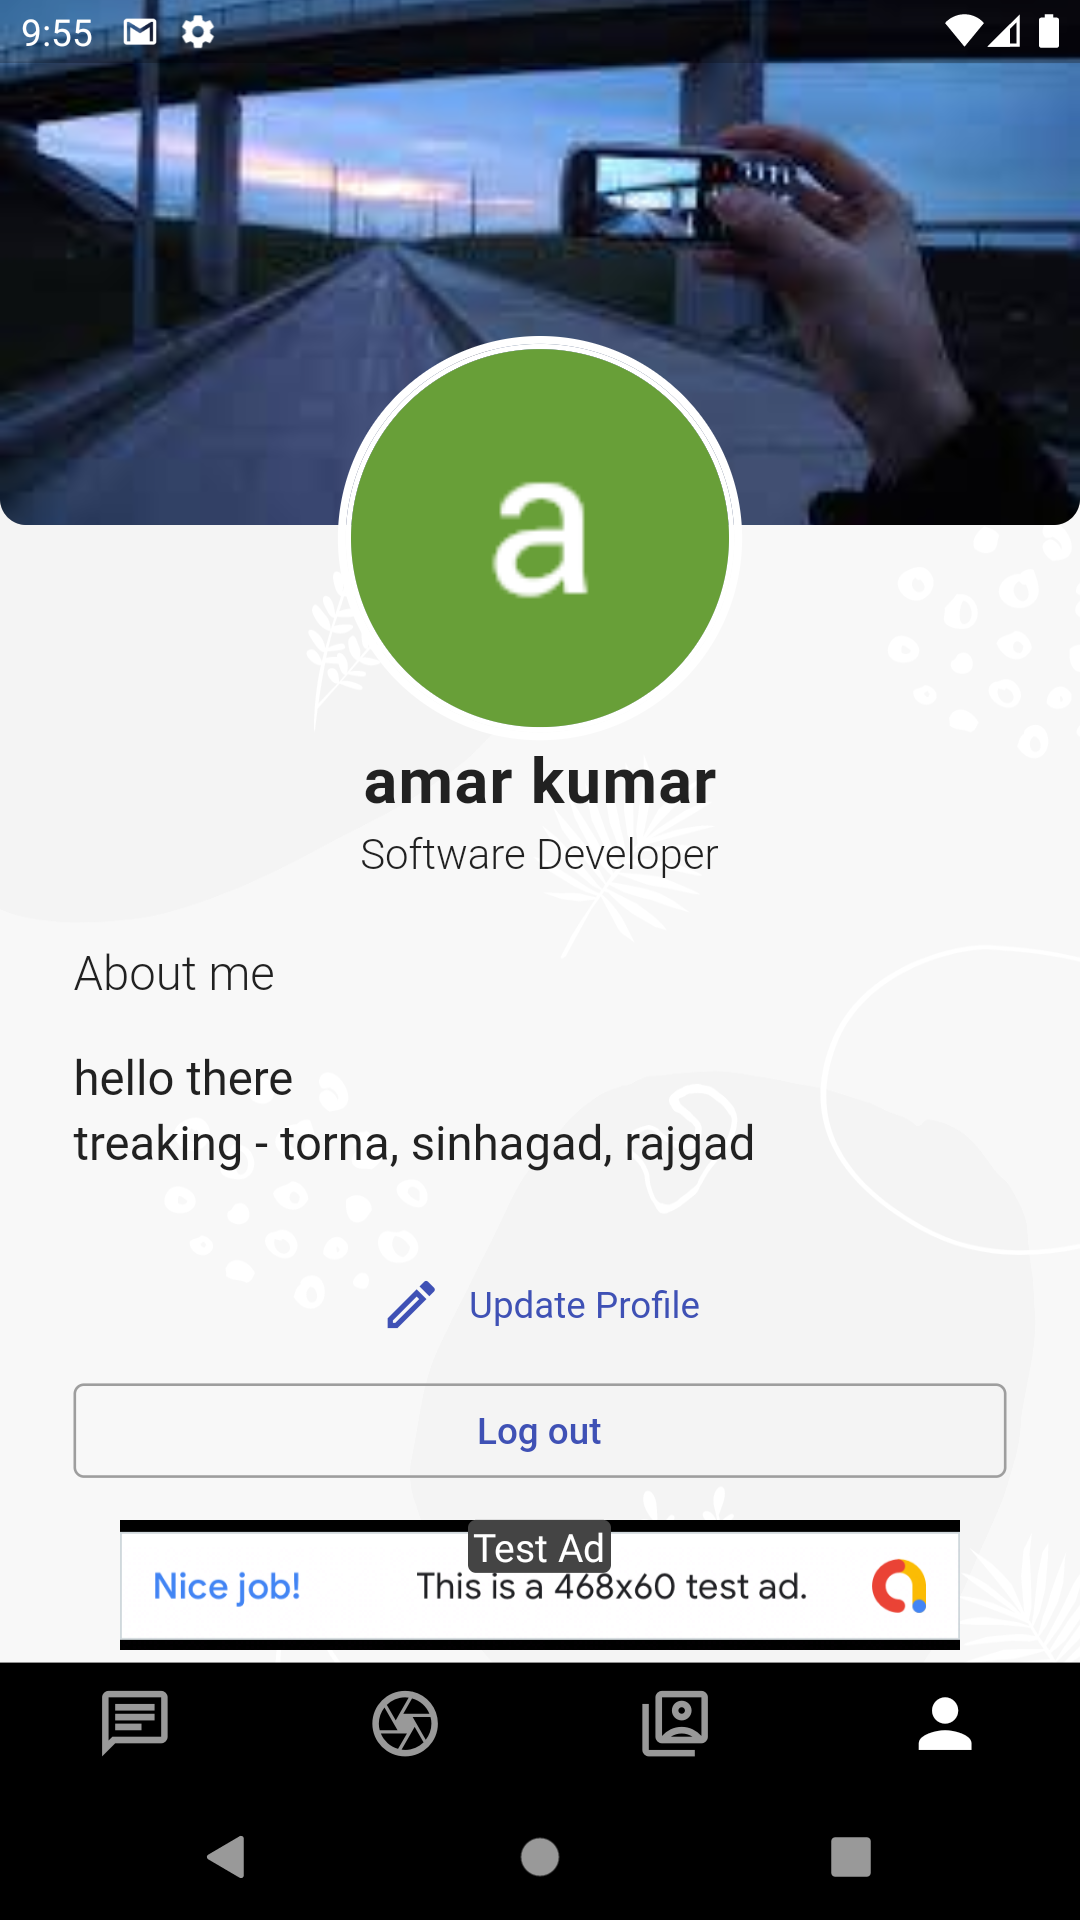 9:55
a
amar kumar
Software Developer
About me
hello there
treaking - torna, sinhagad, rajgad
Update Profile
Log out
Test Ad
Nice job!
This is a 468x60 test ad.